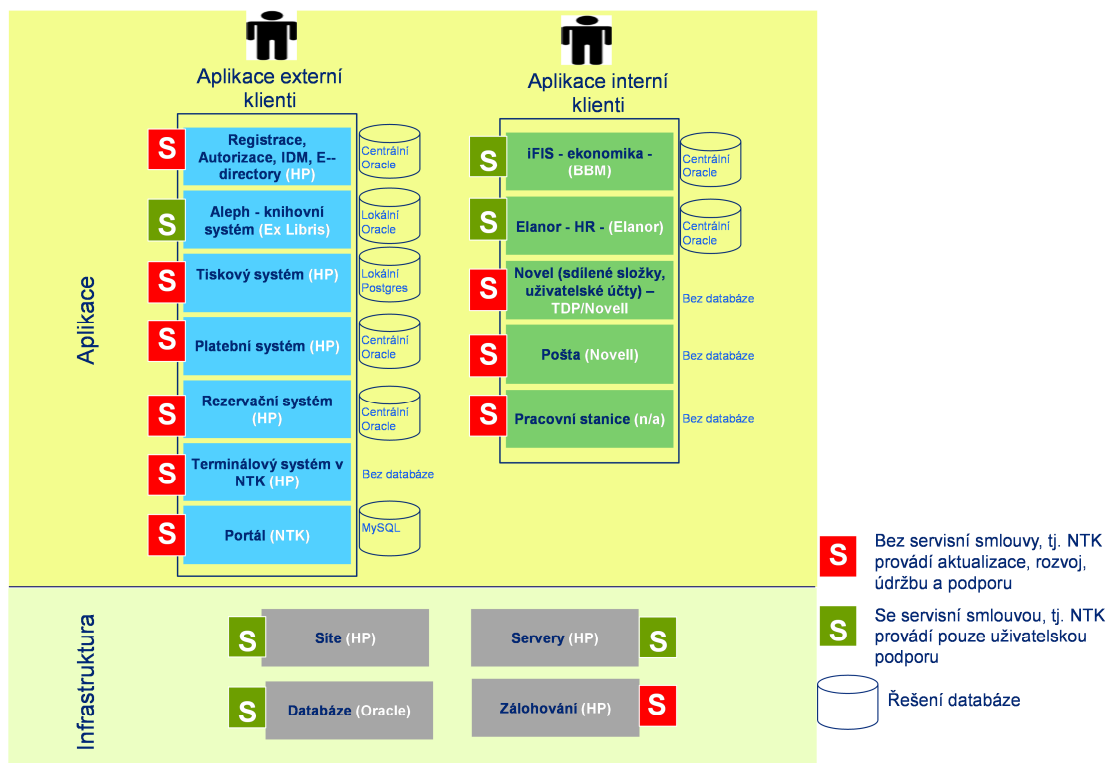 Aplikace externí
klienti
Aplikace interní
klienti
Aplikace
S
Registrace,
Autorizace, IDM, E--
directory (HP)
Centrální
Oracle
S
Aleph - knihovní
systém (Ex Libris)
Lokální
Oracle
S
Tiskový systém (HP)
Lokální
Postgres
S
Platební systém (HP)
Centrální
Oracle
S
Rezervační systém
(HP)
Centrální
Oracle
S
Terminálový systém v
NTK (HP)
Bez databáze
S
Portál (NTK)
MySQL
S
iFIS - ekonomika -
(BBM)
Centrální
Oracle
S
Elanor - HR - (Elanor)
Centrální
Oracle
S
Novel (sdílené složky,
uživatelské účty) –
TDP/Novell
Bez databáze
S
Pošta (Novell)
Bez databáze
S
Pracovní stanice (n/a)
Bez databáze
Infrastruktura
S
Site (HP)
Servery (HP)
S
S
Databáze (Oracle)
Zálohování (HP)
S
S
Bez servisní smlouvy, tj. NTK
provádí aktualizace, rozvoj,
údržbu a podporu
S
Se servisní smlouvou, tj. NTK
provádí pouze uživatelskou
podporu
Řešení databáze